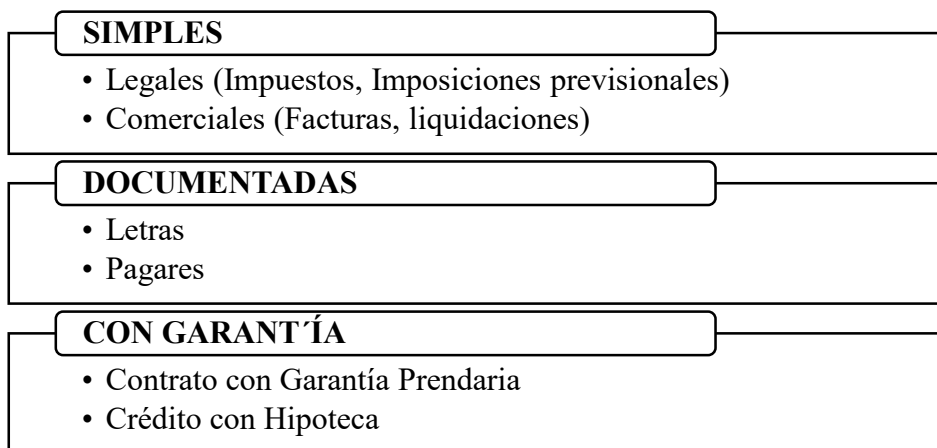 SIMPLES
• Legales (Impuestos, Imposiciones previsionales)
• Comerciales (Facturas, liquidaciones)
DOCUMENTADAS
• Letras
• Pagares
CON GARANT´ÍA
• Contrato con Garantía Prendaria
• Crédito con Hipoteca